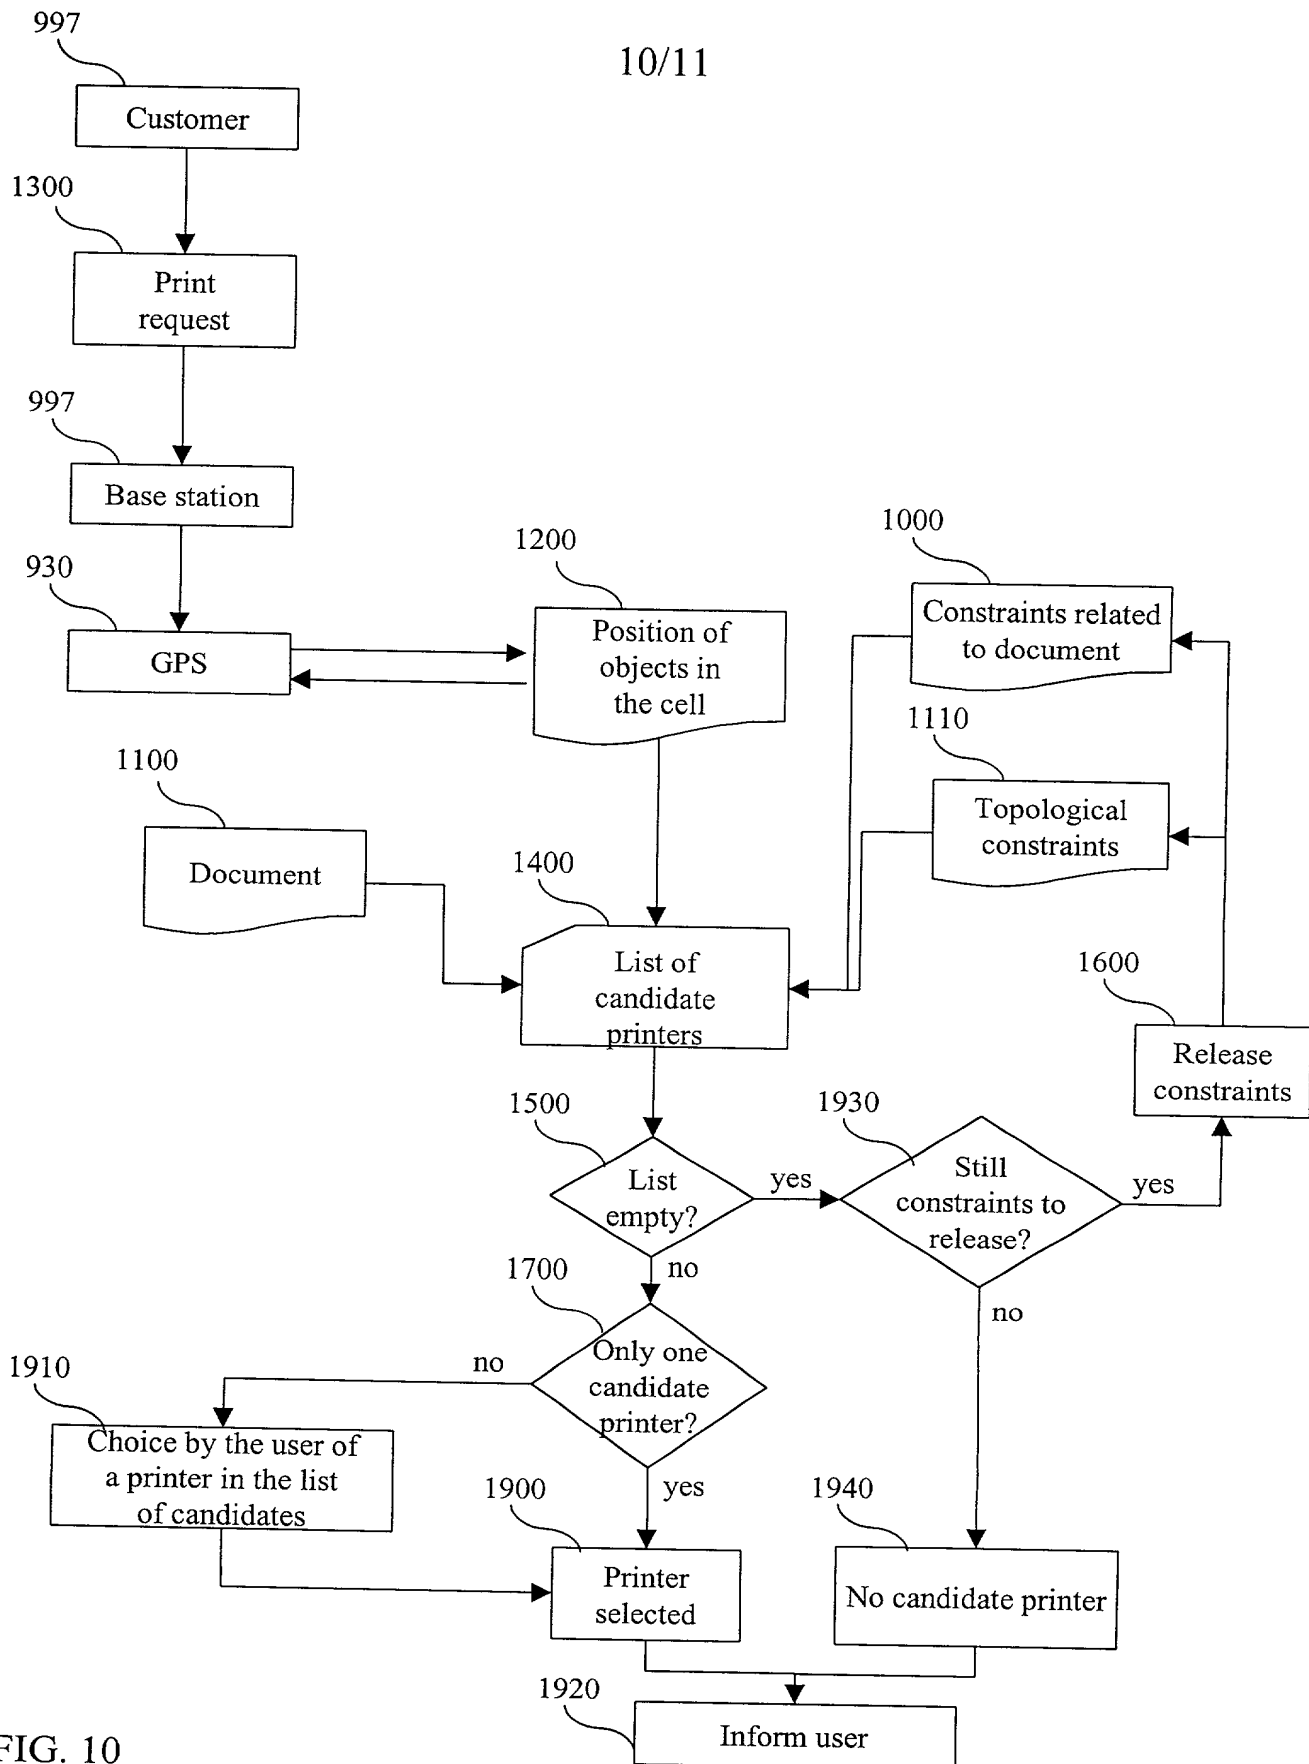 997
10/11
Customer
1300
Print
request
997
Base station
930
GPS
1200
Position of
objects in
the cell
1000
Constraints related
to document
1110
Topological
constraints
1100
Document
1400
List of
candidate
printers
1600
Release
constraints
1500
List
empty?
yes
1930
Still
constraints to
release?
yes
no
no
1700
Only one
candidate
printer?
no
yes
1910
Choice by the user of
a printer in the list
of candidates
1900
Printer
selected
1940
No candidate printer
1920
Inform user
FIG. 10